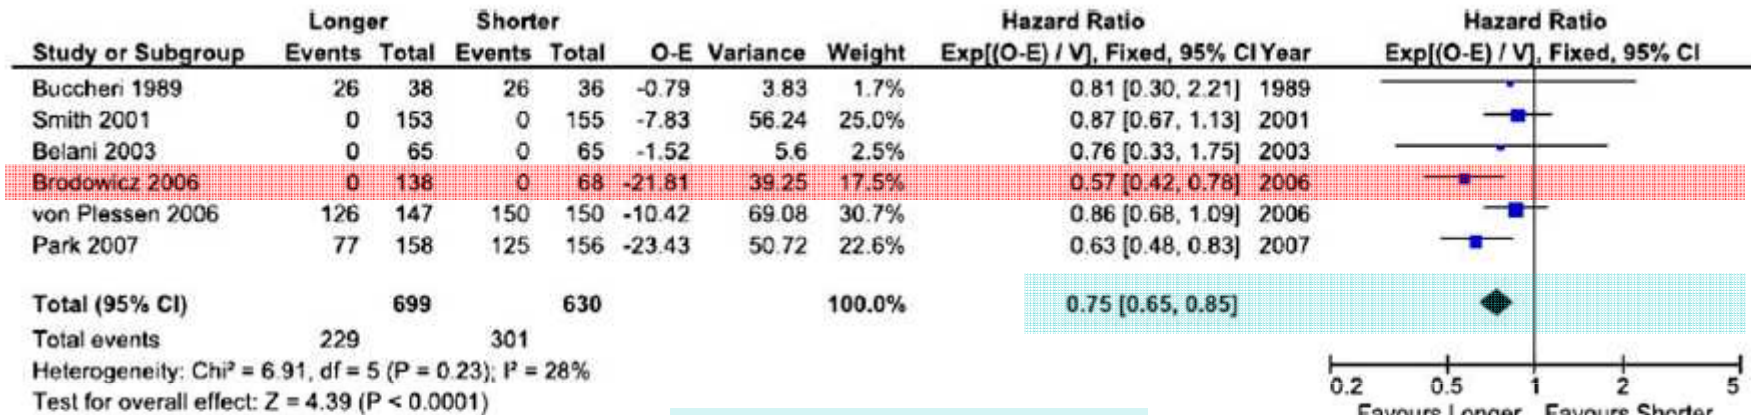 Longer Shorter Hazard Ratio Hazard Ratio
Study or Subgroup Events Total Events Total O-E Variance Weight Exp[(O-E) / V], Fixed, 95% CI Year Exp[(O-E) / V], Fixed, 95% CI
Buccheri 1989 26 38 26 36 -0.79 3.83 1.7% 0.81 [0.30, 2.21] 1989
Smith 2001 0 153 0 155 -7.83 56.24 25.0% 0.87 [0.67, 1.13] 2001
Belani 2003 0 65 0 65 -1.52 5.6 2.5% 0.76 [0.33, 1.75] 2003
Brodowicz 2006 0 138 0 68 -21.81 39.25 17.5% 0.57 [0.42, 0.78] 2006
von Plessen 2006 126 147 150 150 -10.42 69.08 30.7% 0.86 [0.68, 1.09] 2006
Park 2007 77 158 125 156 -23.43 50.72 22.6% 0.63 [0.48, 0.83] 2007
Total (95% CI) 699 630 100.0% 0.75 [0.65, 0.85]
Total events 229 301
Heterogeneity: Chi² = 6.91, df = 5 (P = 0.23); I² = 28%
Test for overall effect: Z = 4.39 (P < 0.0001)
0.2 0.5 1 2 5
Favours Longer Favours Shorter